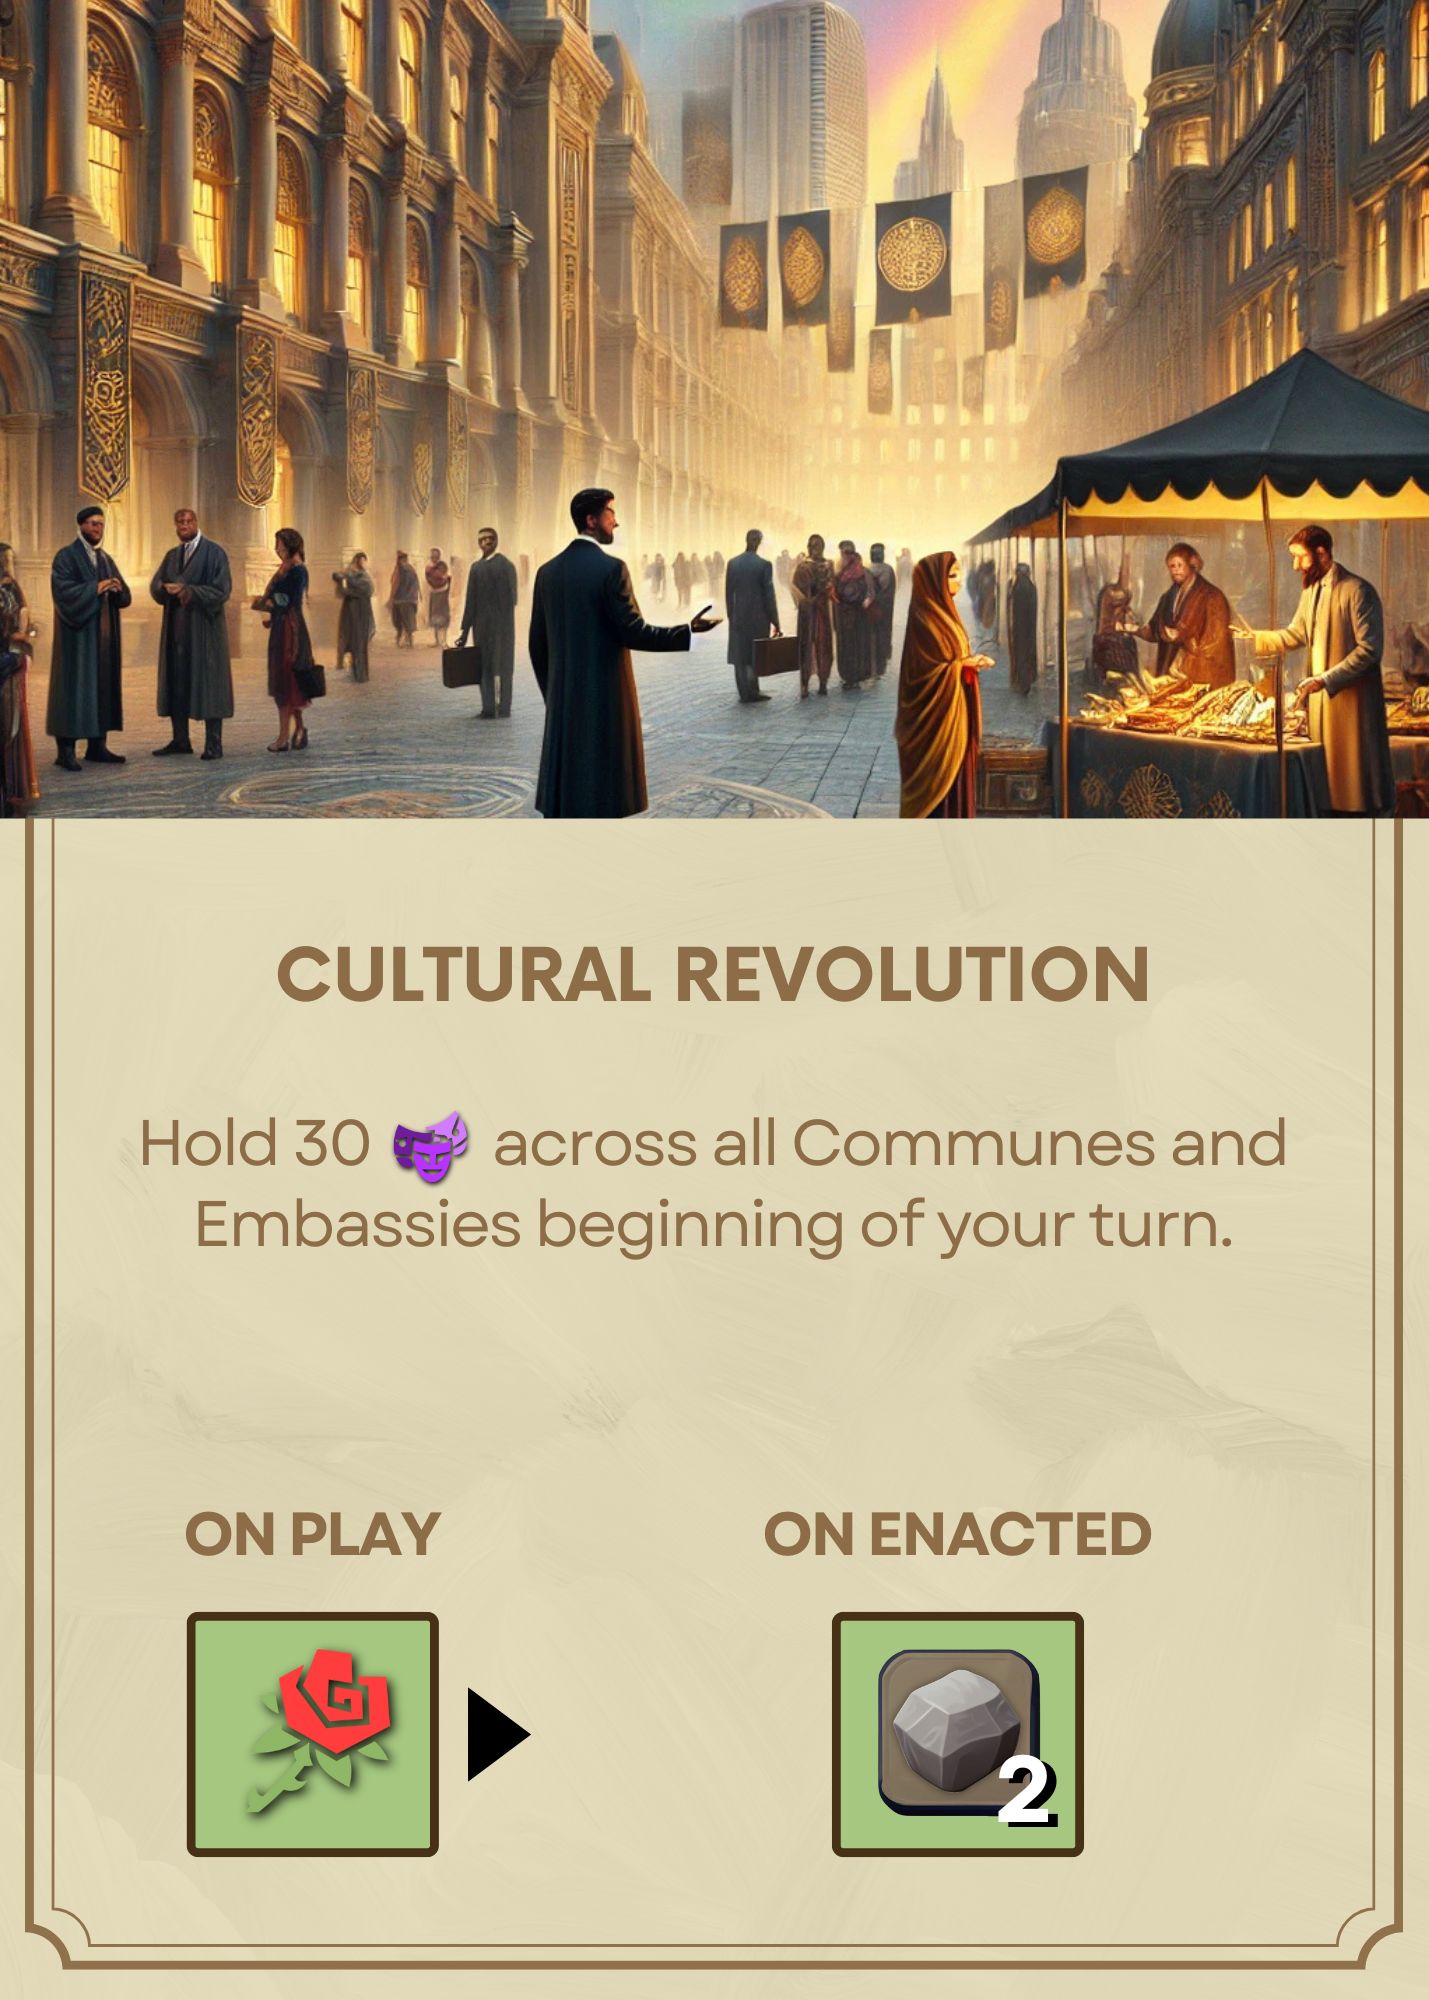 CULTURAL REVOLUTION
Hold 30 across all Communes and
Embassies beginning of your turn.
ON PLAY
ON ENACTED
2